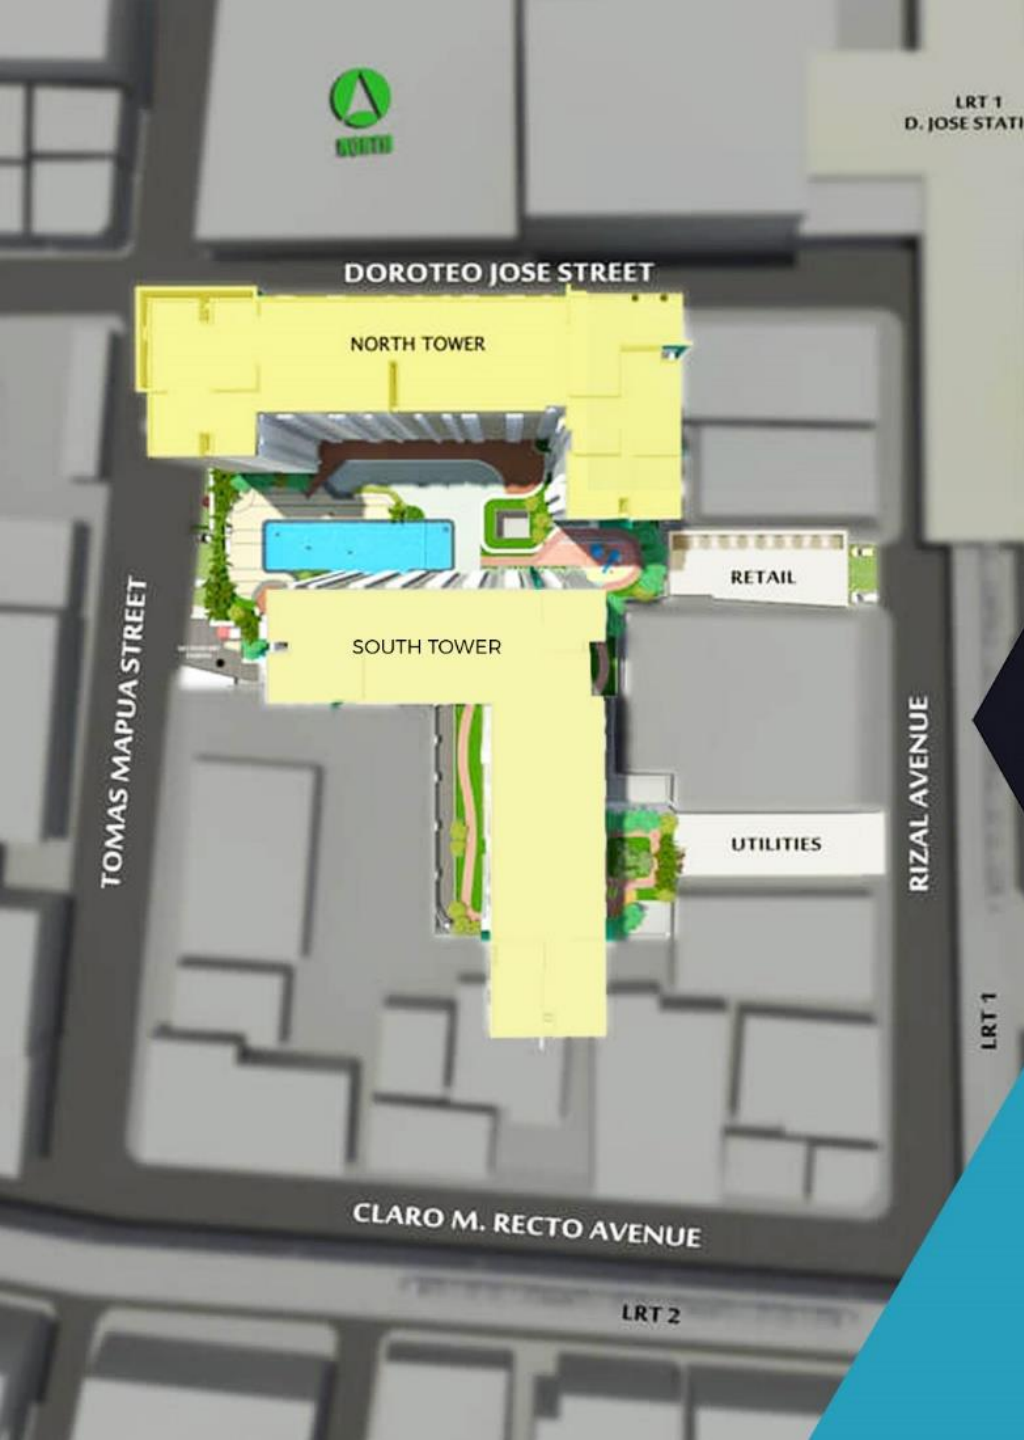 LRT 1
D. JOSE STATI
NORTH
DOROTEO JOSE STREET
NORTH TOWER
RETAIL
SOUTH TOWER
TOMAS MAPUA STREET
RIZAL AVENUE
UTILITIES
LRT 1
CLARO M. RECTO AVENUE
LRT 2